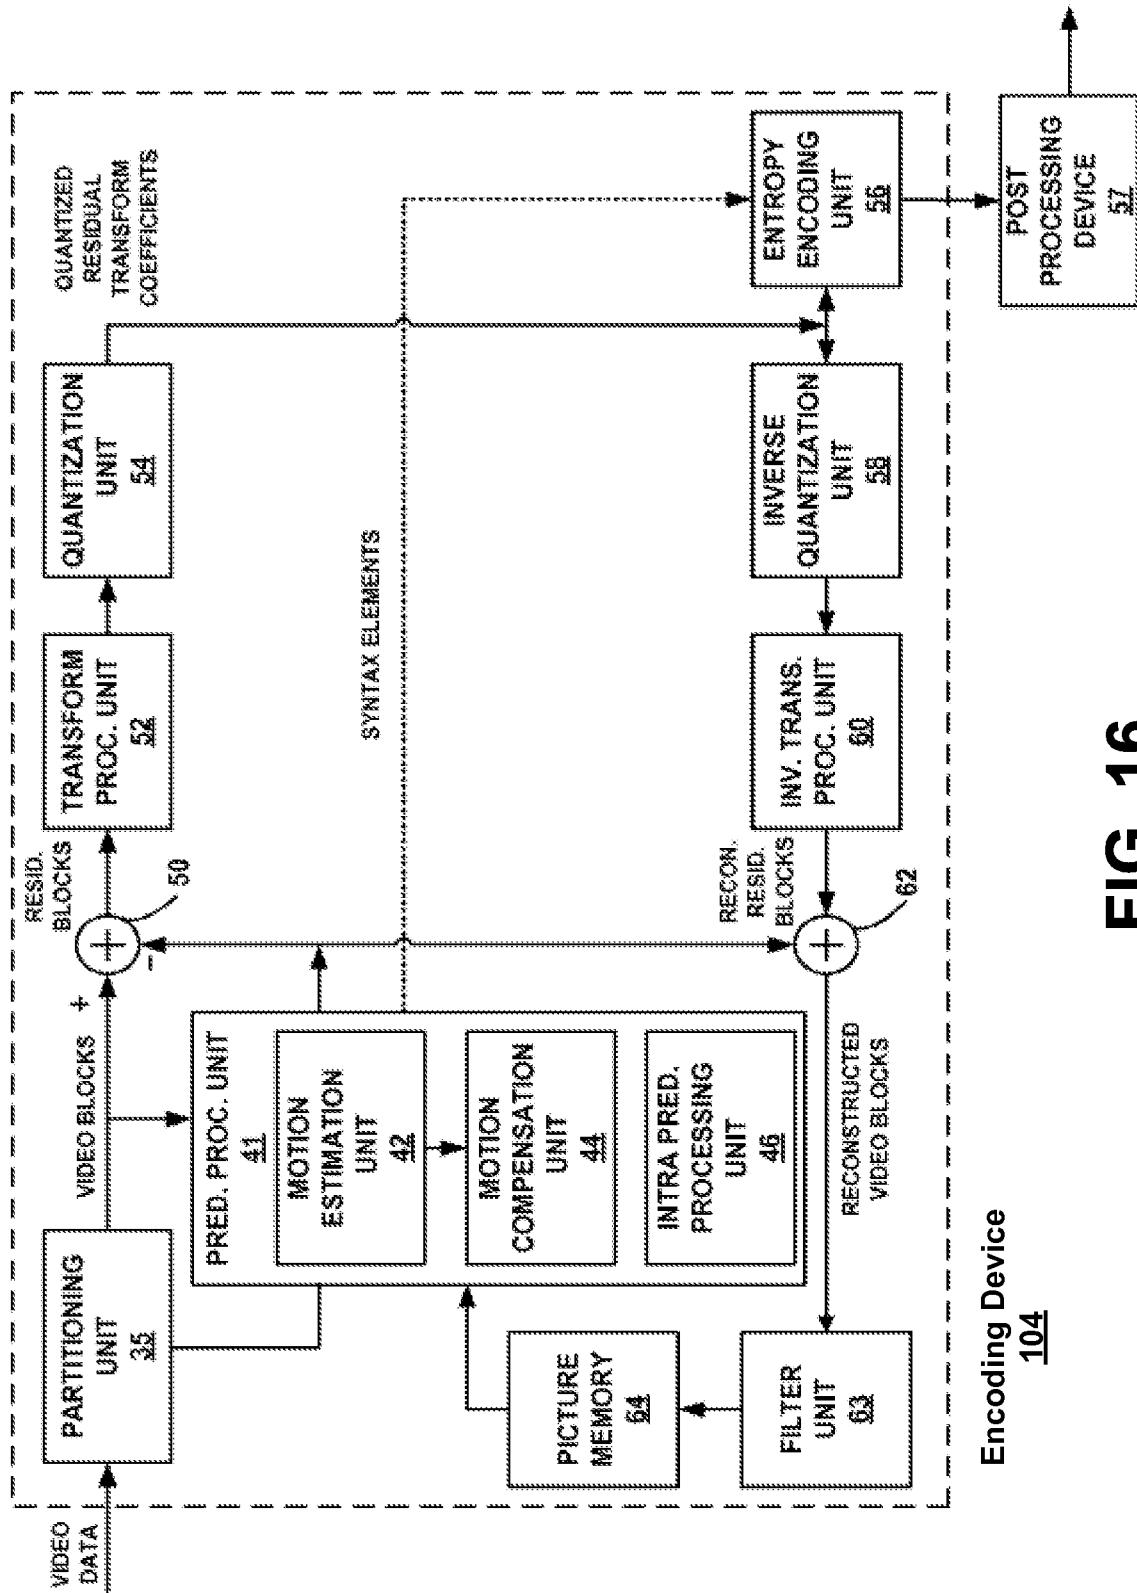 VIDEO
DATA
PARTITIONING
UNIT
35
VIDEO BLOCKS
+
-
RESID.
BLOCKS
50
TRANSFORM
PROC. UNIT
52
QUANTIZATION
UNIT
54
QUANTIZED
RESIDUAL
TRANSFORM
COEFFICIENTS
PRED. PROC. UNIT
41
MOTION
ESTIMATION
UNIT
42
MOTION
COMPENSATION
UNIT
44
INTRA PRED.
PROCESSING
UNIT
46
SYNTAX ELEMENTS
PICTURE
MEMORY
64
FILTER
UNIT
63
RECONSTRUCTED
VIDEO BLOCKS
RECON.
RESID.
BLOCKS
62
INV. TRANS.
PROC. UNIT
60
INVERSE
QUANTIZATION
UNIT
58
ENTROPY
ENCODING
UNIT
56
POST
PROCESSING
DEVICE
57
Encoding Device
104
FIG. 16